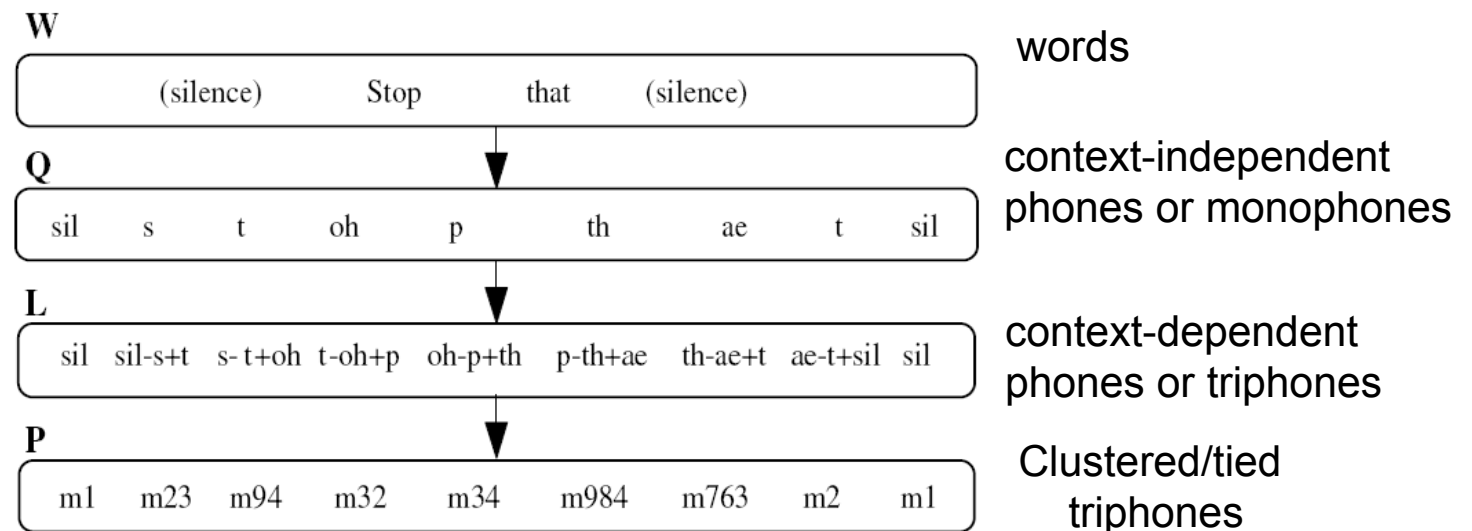 W
words
(silence) Stop that (silence)
Q
context-independent
phones or monophones
sil s t oh p th ae t sil
L
context-dependent
phones or triphones
sil sil-s+t s- t+oh t-oh+p oh-p+th p-th+ae th-ae+t ae-t+sil sil
P
Clustered/tied
triphones
m1 m23 m94 m32 m34 m984 m763 m2 m1